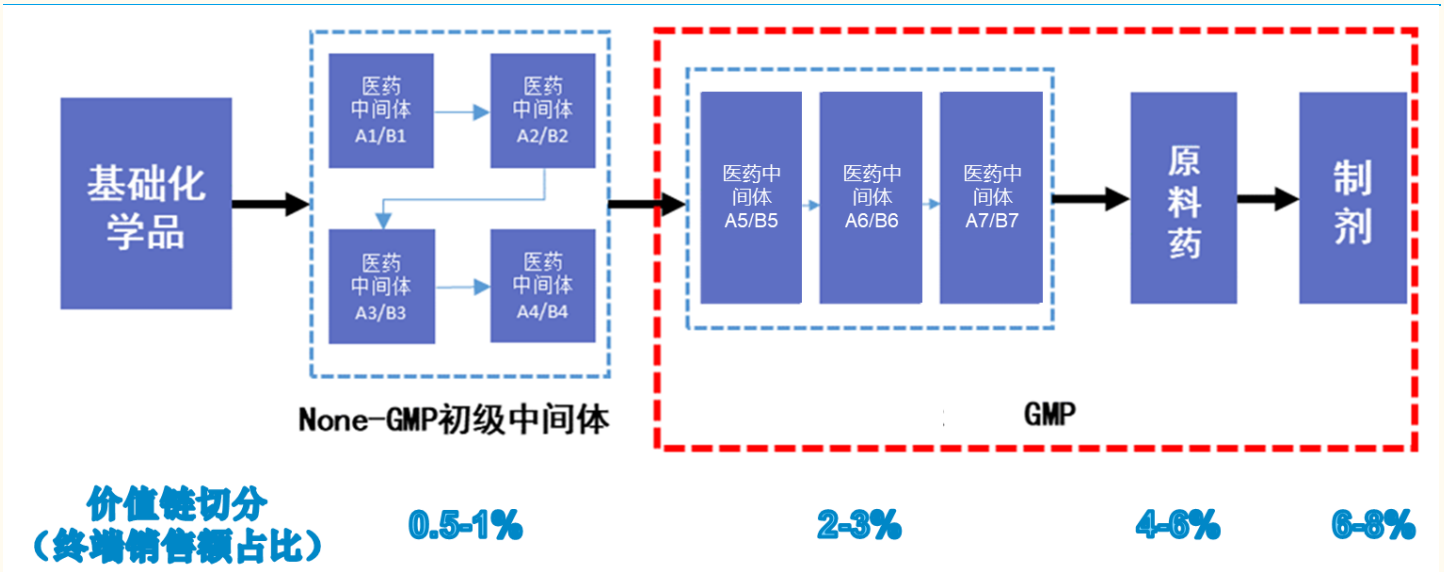 基础化
学品
医药
中间体
A1/B1
医药
中间体
A2/B2
医药
中间体
A3/B3
医药
中间体
A4/B4
None-GMP初级中间体
医药中
间体
A5/B5
医药中
间体
A6/B6
医药中
间体
A7/B7
原
料
药
制
剂
GMP
价值链切分
（终端销售额占比）
0.5-1%
2-3%
4-6%
6-8%